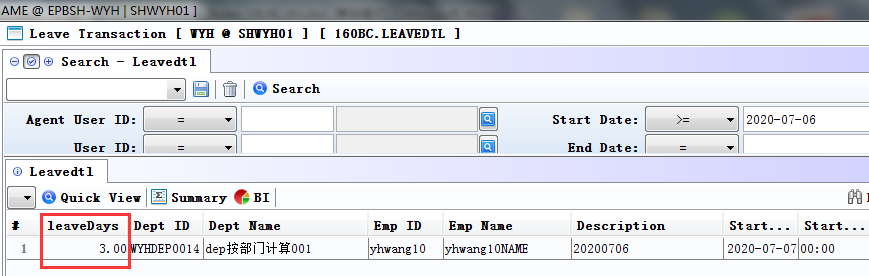 AME @ EPBSH-WYH | SHWYH01 ]
Leave Transaction [ WYH @ SHWYH01 ] [ 160BC.LEAVEDTL ]
Search - Leavedtl
Search
Agent User ID: = Start Date: >= 2020-07-06
User ID: = End Date: =
Leavedtl
Quick View Summary BI
# leaveDays Dept ID Dept Name Emp ID Emp Name Description Start... Start...
1 3.00 WYHDEP0014 dep按部门计算001 yhwang10 yhwang10NAME 20200706 2020-07-07 00:00